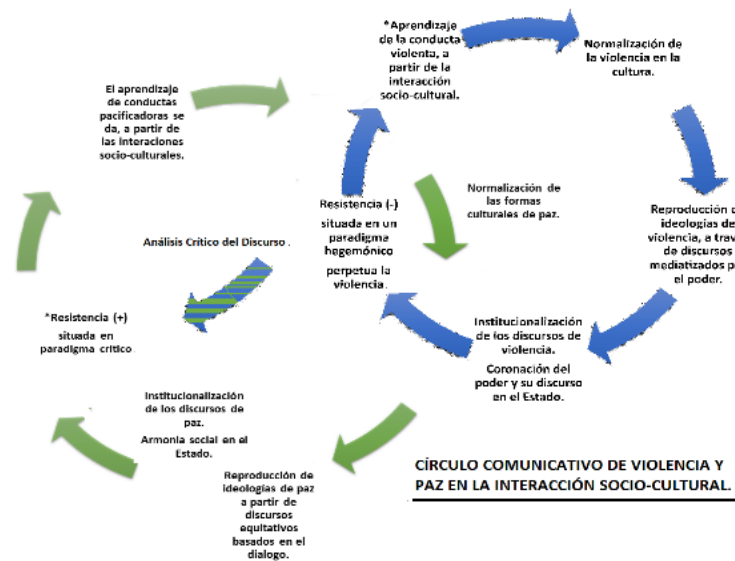 *Aprendizaje
de la conducta
violenta, a
partir de la
interacción
socio-cultural.
Normalización de
la violencia en la
cultura.
El aprendizaje
de conductas
pacificadoras se
da, a partir de
las interaciones
socio-culturales.
Normalización de
las formas
culturales de paz.
Resistencia (-)
situada en un
paradigma
hegemónico
perpetua la
violencia.
Reproducción
ideologías de
violencia, a
de discursos
mediatizados
el poder.
Análisis Crítico del Discurso .
*Resistencia (+)
situada en
paradigma critico
Institucionalización
de los discursos de
violencia.
Coronación del
poder y su discurso
en el Estado.
Institucionalización
de los discursos de
paz.
Armonia social en el
Estado.
Reproducción de
ideologías de paz
a partir de
discursos
equitativos
basados en el
dialogo.
CÍRCULO COMUNICATIVO DE VIOLENCIA Y
PAZ EN LA INTERACCIÓN SOCIO-CULTURAL.